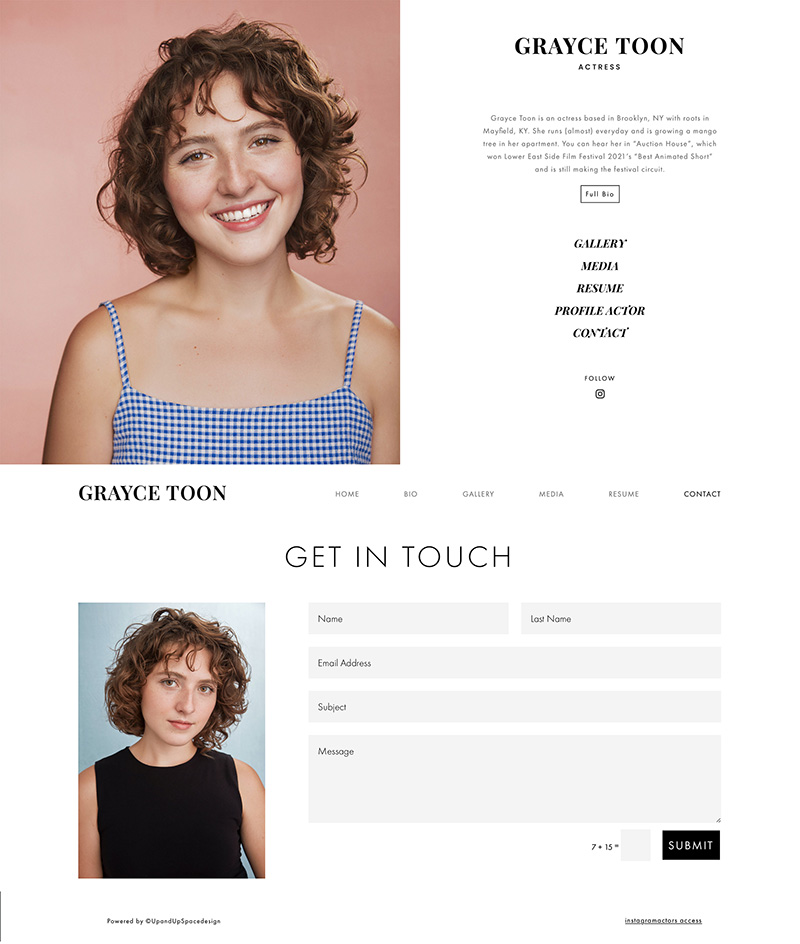 GRAYCE TOON
ACTRESS
Grayce Toon is an actress based in Brooklyn, NY with roots in
Mayfield, KY. She runs (almost) everyday and is growing a mango
tree in her apartment. You can hear her in "Auction House", which
won Lower East Side Film Festival 2021's "Best Animated Short"
and is still making the festival circuit.
Full Bio
GALLERY
MEDIA
RESUME
PROFILE ACTOR
CONTACT
FOLLOW
GRAYCE TOON
HOME BIO GALLERY MEDIA RESUME CONTACT
GET IN TOUCH
Name Last Name
Email Address
Subject
Message
7 + 15 = SUBMIT
Powered by ©UpandUpSpacedesign instagramactors access